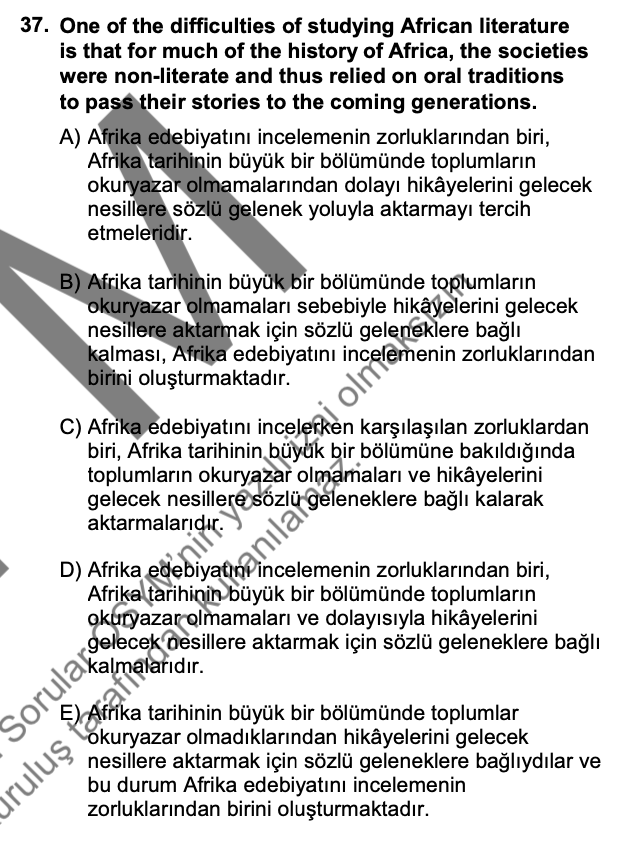 37. One of the difficulties of studying African literature
is that for much of the history of Africa, the societies
were non-literate and thus relied on oral traditions
to pass their stories to the coming generations.
A) Afrika edebiyatını incelemenin zorluklarından biri,
Afrika tarihinin büyük bir bölümünde toplumların
okuryazar olmamalarından dolayı hikâyelerini gelecek
nesillere sözlü gelenek yoluyla aktarmayı tercih
etmeleridir.
B) Afrika tarihinin büyük bir bölümünde toplumların
okuryazar olmamaları sebebiyle hikâyelerini gelecek
nesillere aktarmak için sözlü geleneklere bağlı
kalması, Afrika edebiyatını incelemenin zorluklarından
birini oluşturmaktadır.
C) Afrika edebiyatını incelerken karşılaşılan zorluklardan
biri, Afrika tarihinin büyük bir bölümüne bakıldığında
toplumların okuryazar olmamaları ve hikâyelerini
gelecek nesillere sözlü geleneklere bağlı kalarak
aktarmalarıdır.
D) Afrika edebiyatını incelemenin zorluklarından biri,
Afrika tarihinin büyük bir bölümünde toplumların
okuryazar olmamaları ve dolayısıyla hikâyelerini
gelecek nesillere aktarmak için sözlü geleneklere bağlı
kalmalarıdır.
E) Afrika tarihinin büyük bir bölümünde toplumlar
okuryazar olmadıklarından hikâyelerini gelecek
nesillere aktarmak için sözlü geleneklere bağlıydılar ve
bu durum Afrika edebiyatını incelemenin
zorluklarından birini oluşturmaktadır.
M
Sorular ÖSYM'nin yazılı izni olmaksızın
tarafından kullanılamaz.